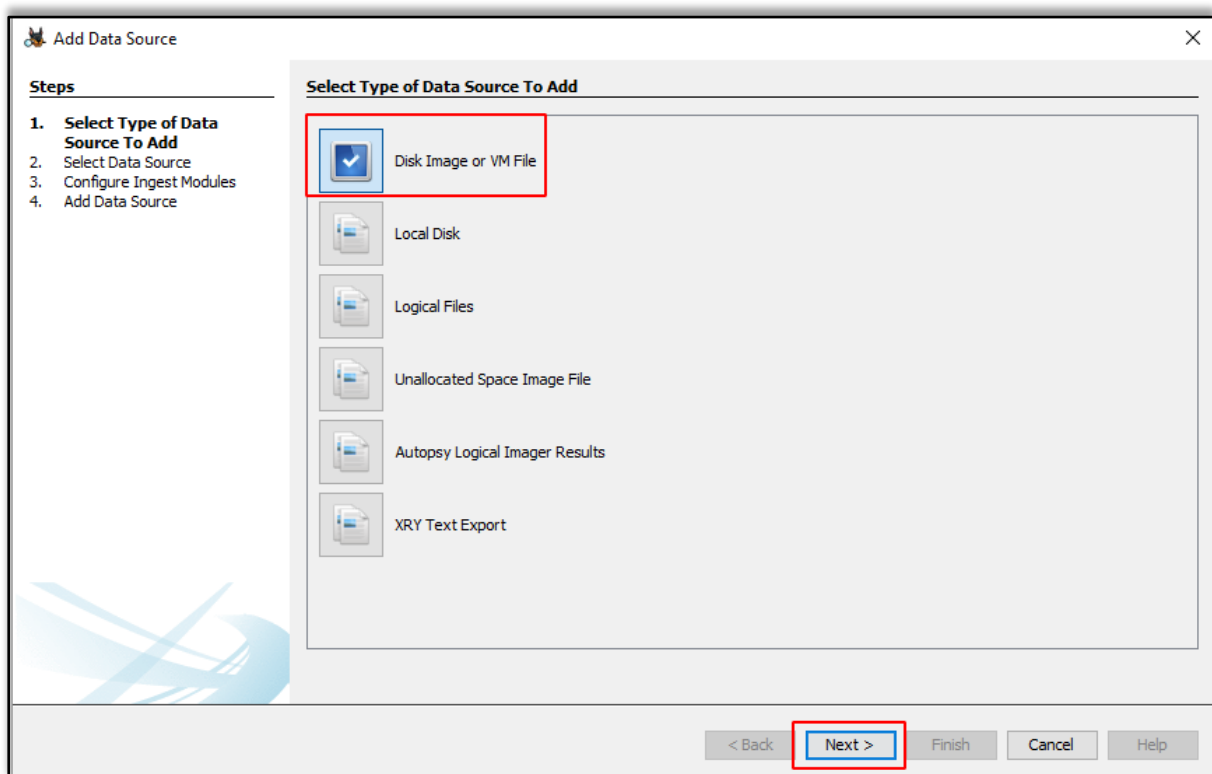 Add Data Source
Steps
1. Select Type of Data
Source To Add
2. Select Data Source
3. Configure Ingest Modules
4. Add Data Source
Select Type of Data Source To Add
Disk Image or VM File
Local Disk
Logical Files
Unallocated Space Image File
Autopsy Logical Imager Results
XRY Text Export
< Back Next > Finish Cancel Help